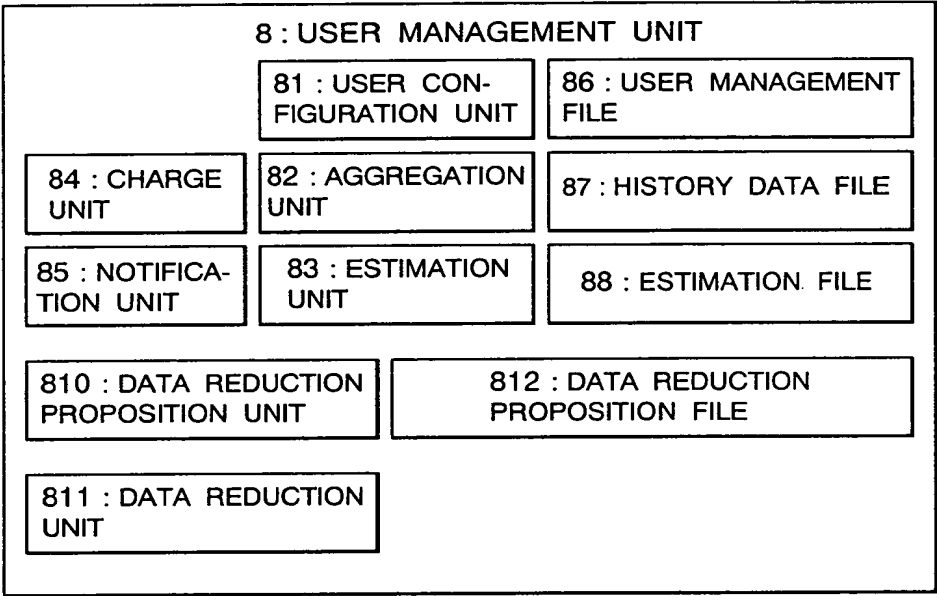 8 : USER MANAGEMENT UNIT
81 : USER CON-
FIGURATION UNIT
86 : USER MANAGEMENT
FILE
84 : CHARGE
UNIT
82 : AGGREGATION
UNIT
87 : HISTORY DATA FILE
85 : NOTIFICA-
TION UNIT
83 : ESTIMATION
UNIT
88 : ESTIMATION FILE
810 : DATA REDUCTION
PROPOSITION UNIT
812 : DATA REDUCTION
PROPOSITION FILE
811 : DATA REDUCTION
UNIT